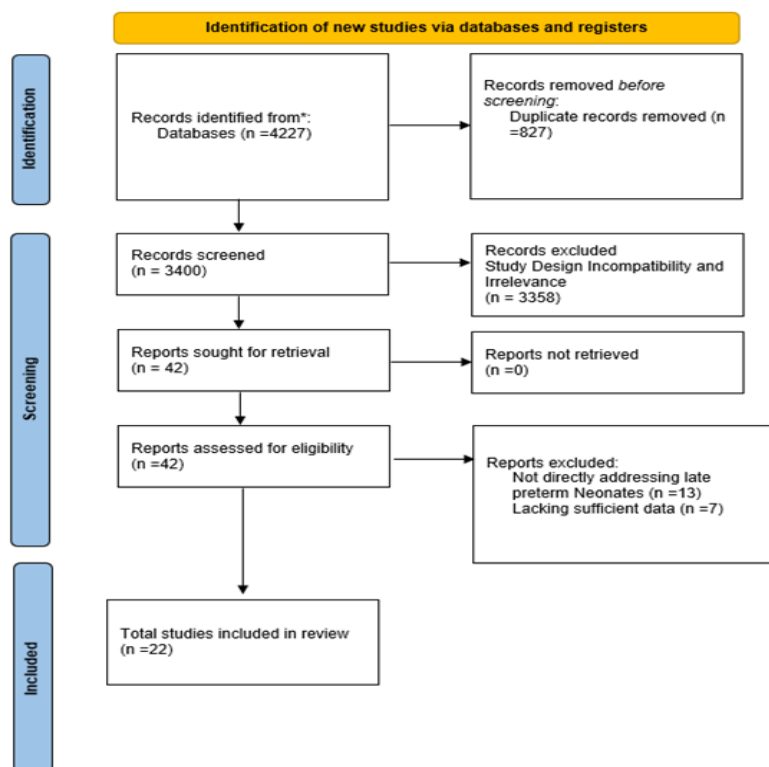 Identification of new studies via databases and registers
Identification
Records identified from*:
Databases (n =4227)
Records removed before
screening:
Duplicate records removed (n
=827)
Screening
Records screened
(n = 3400)
Records excluded
Study Design Incompatibility and
Irrelevance
(n = 3358)
Reports sought for retrieval
(n = 42)
Reports not retrieved
(n =0)
Reports assessed for eligibility
(n =42)
Reports excluded:
Not directly addressing late
preterm Neonates (n =13)
Lacking sufficient data (n =7)
Included
Total studies included in review
(n =22)